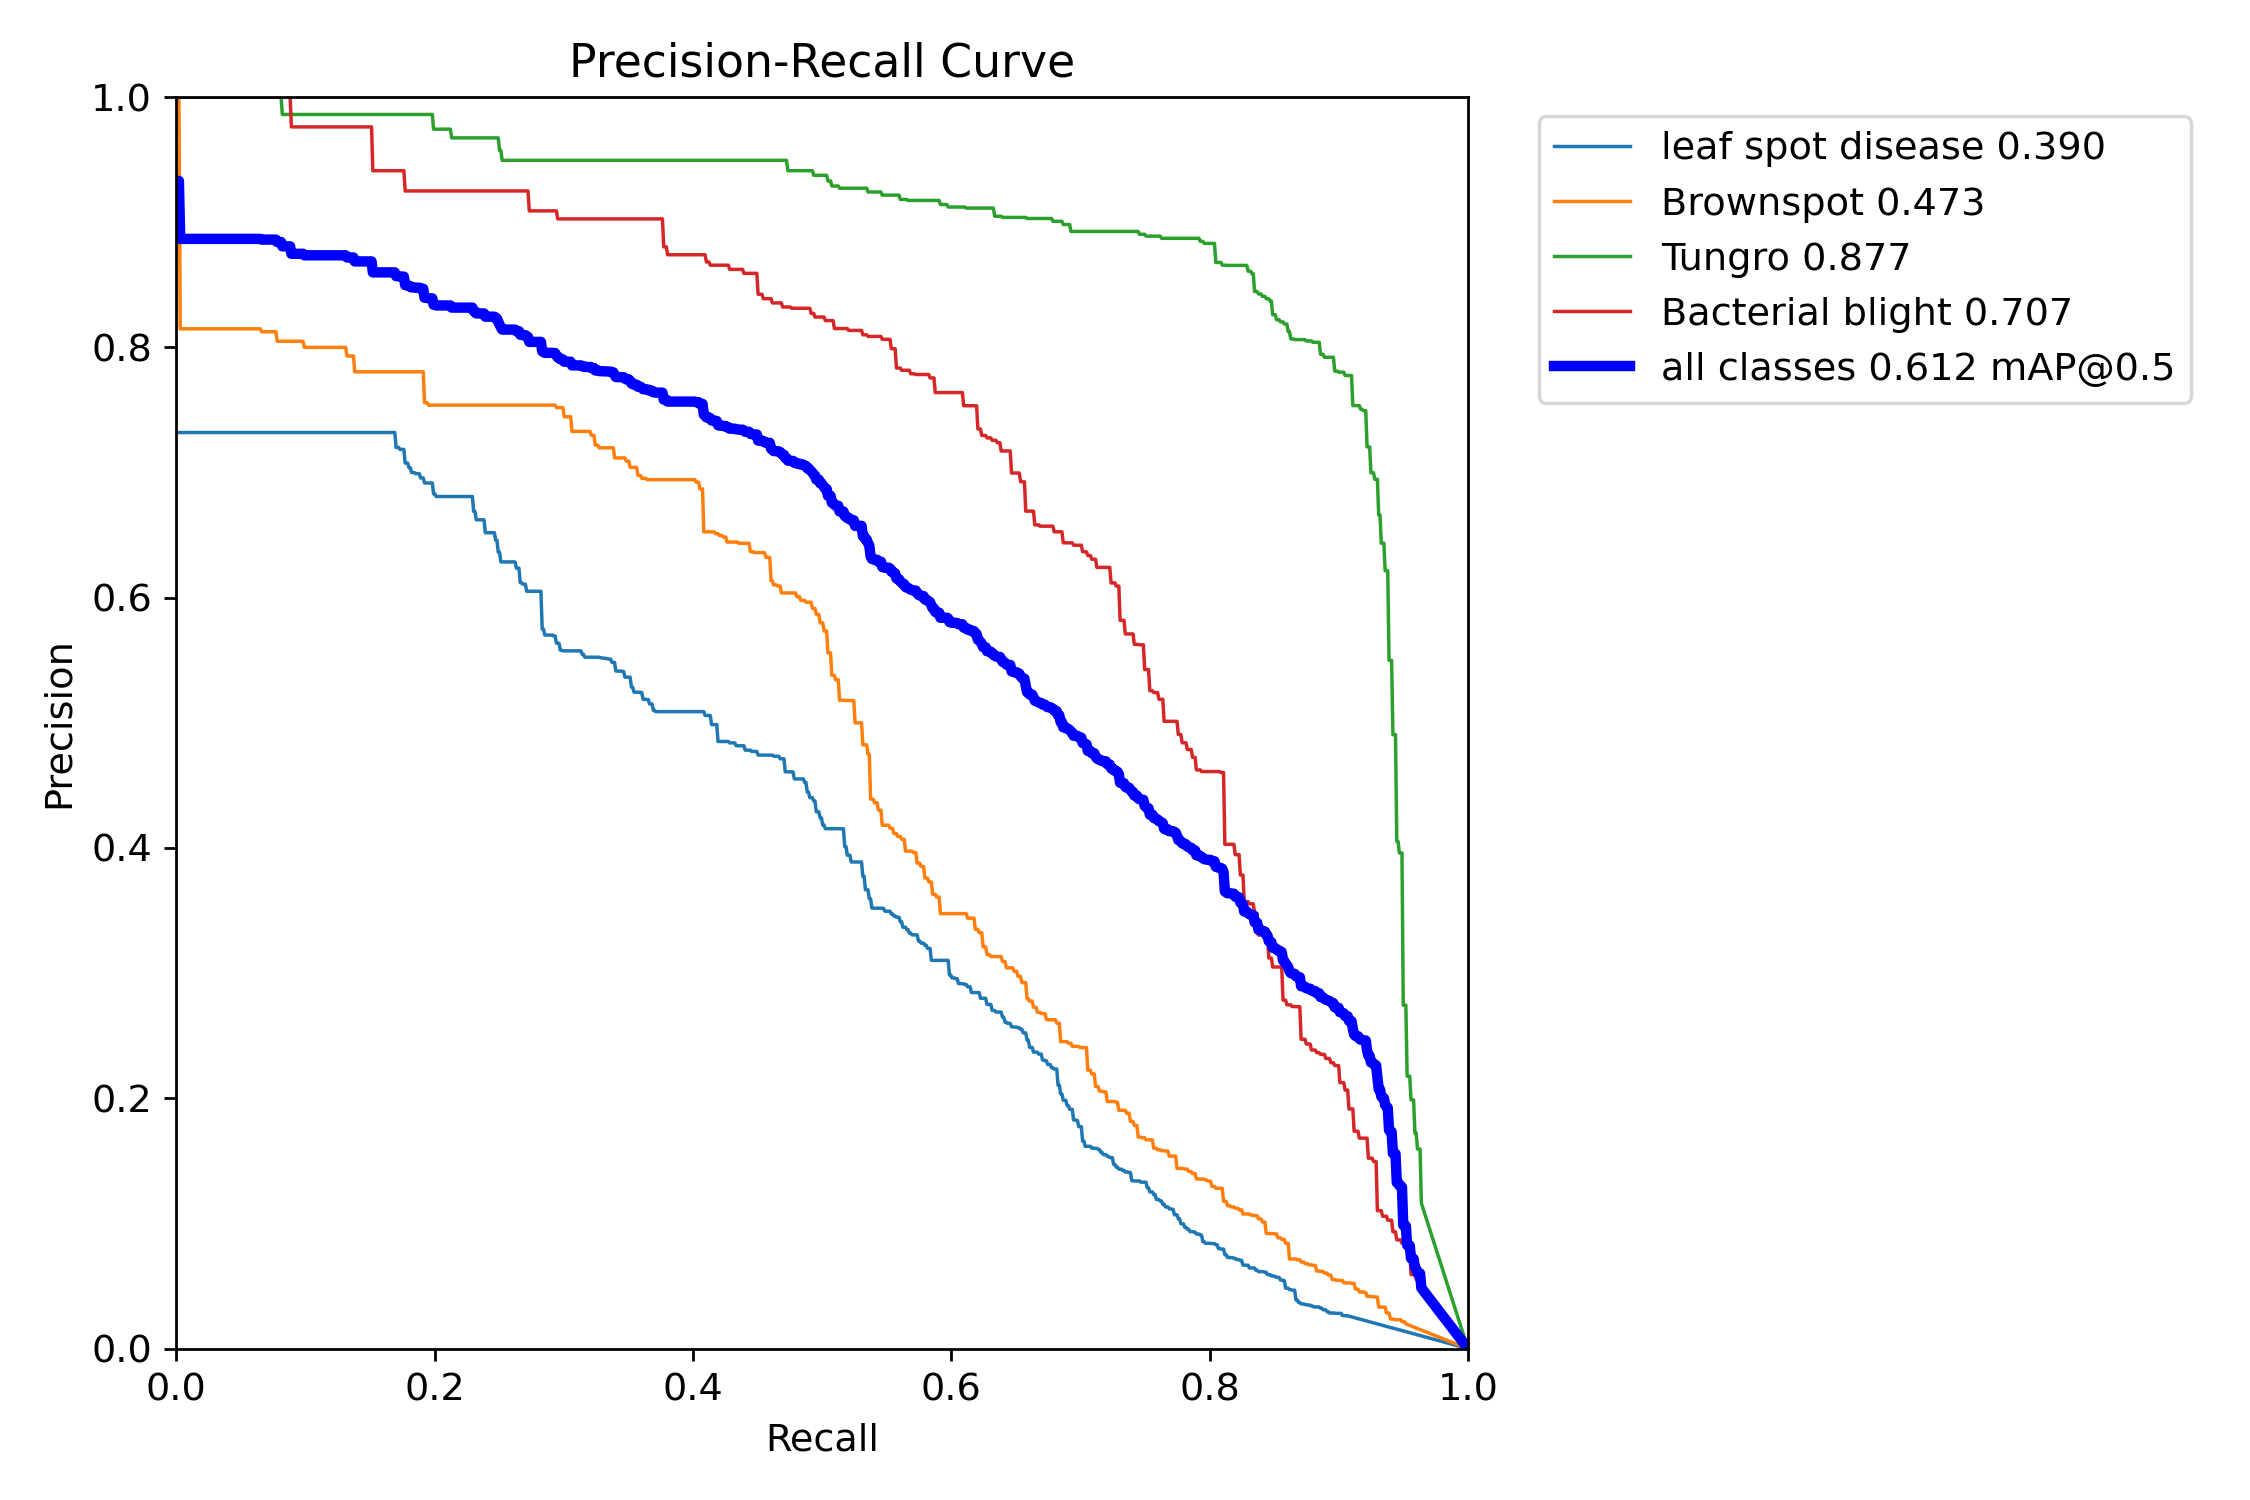 Precision-Recall Curve
1.0
0.8
0.6
0.4
0.2
0.0
Precision
0.0 0.2 0.4 0.6 0.8 1.0
Recall
leaf spot disease 0.390
Brownspot 0.473
Tungro 0.877
Bacterial blight 0.707
all classes 0.612 mAP@0.5